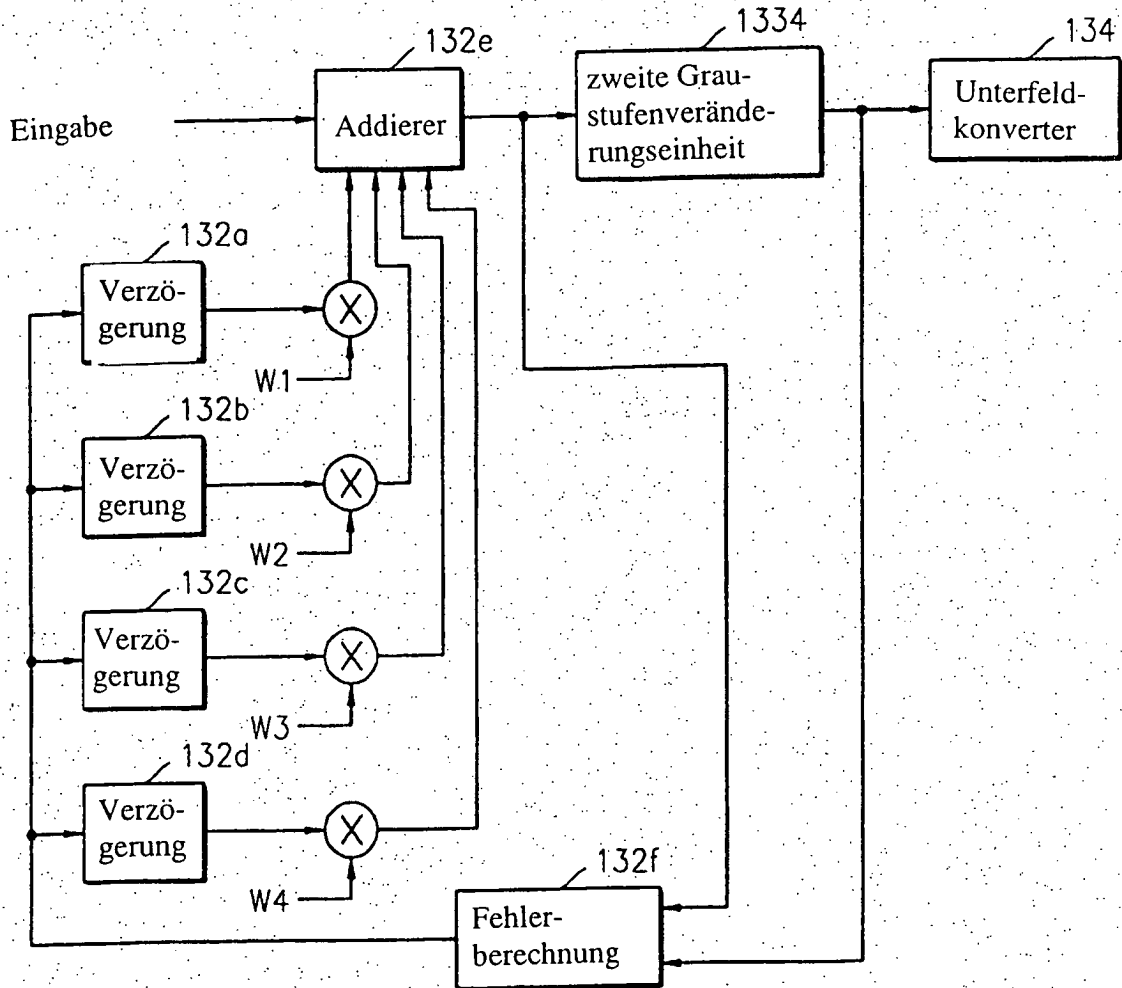 132e
1334
134
Eingabe
Addierer
zweite Grau-
stufenverände-
rungseinheit
Unterfeld-
konverter
132a
Verzö-
gerung
X
W1
132b
Verzö-
gerung
X
W2
132c
Verzö-
gerung
X
W3
132d
Verzö-
gerung
X
W4
132f
Fehler-
berechnung